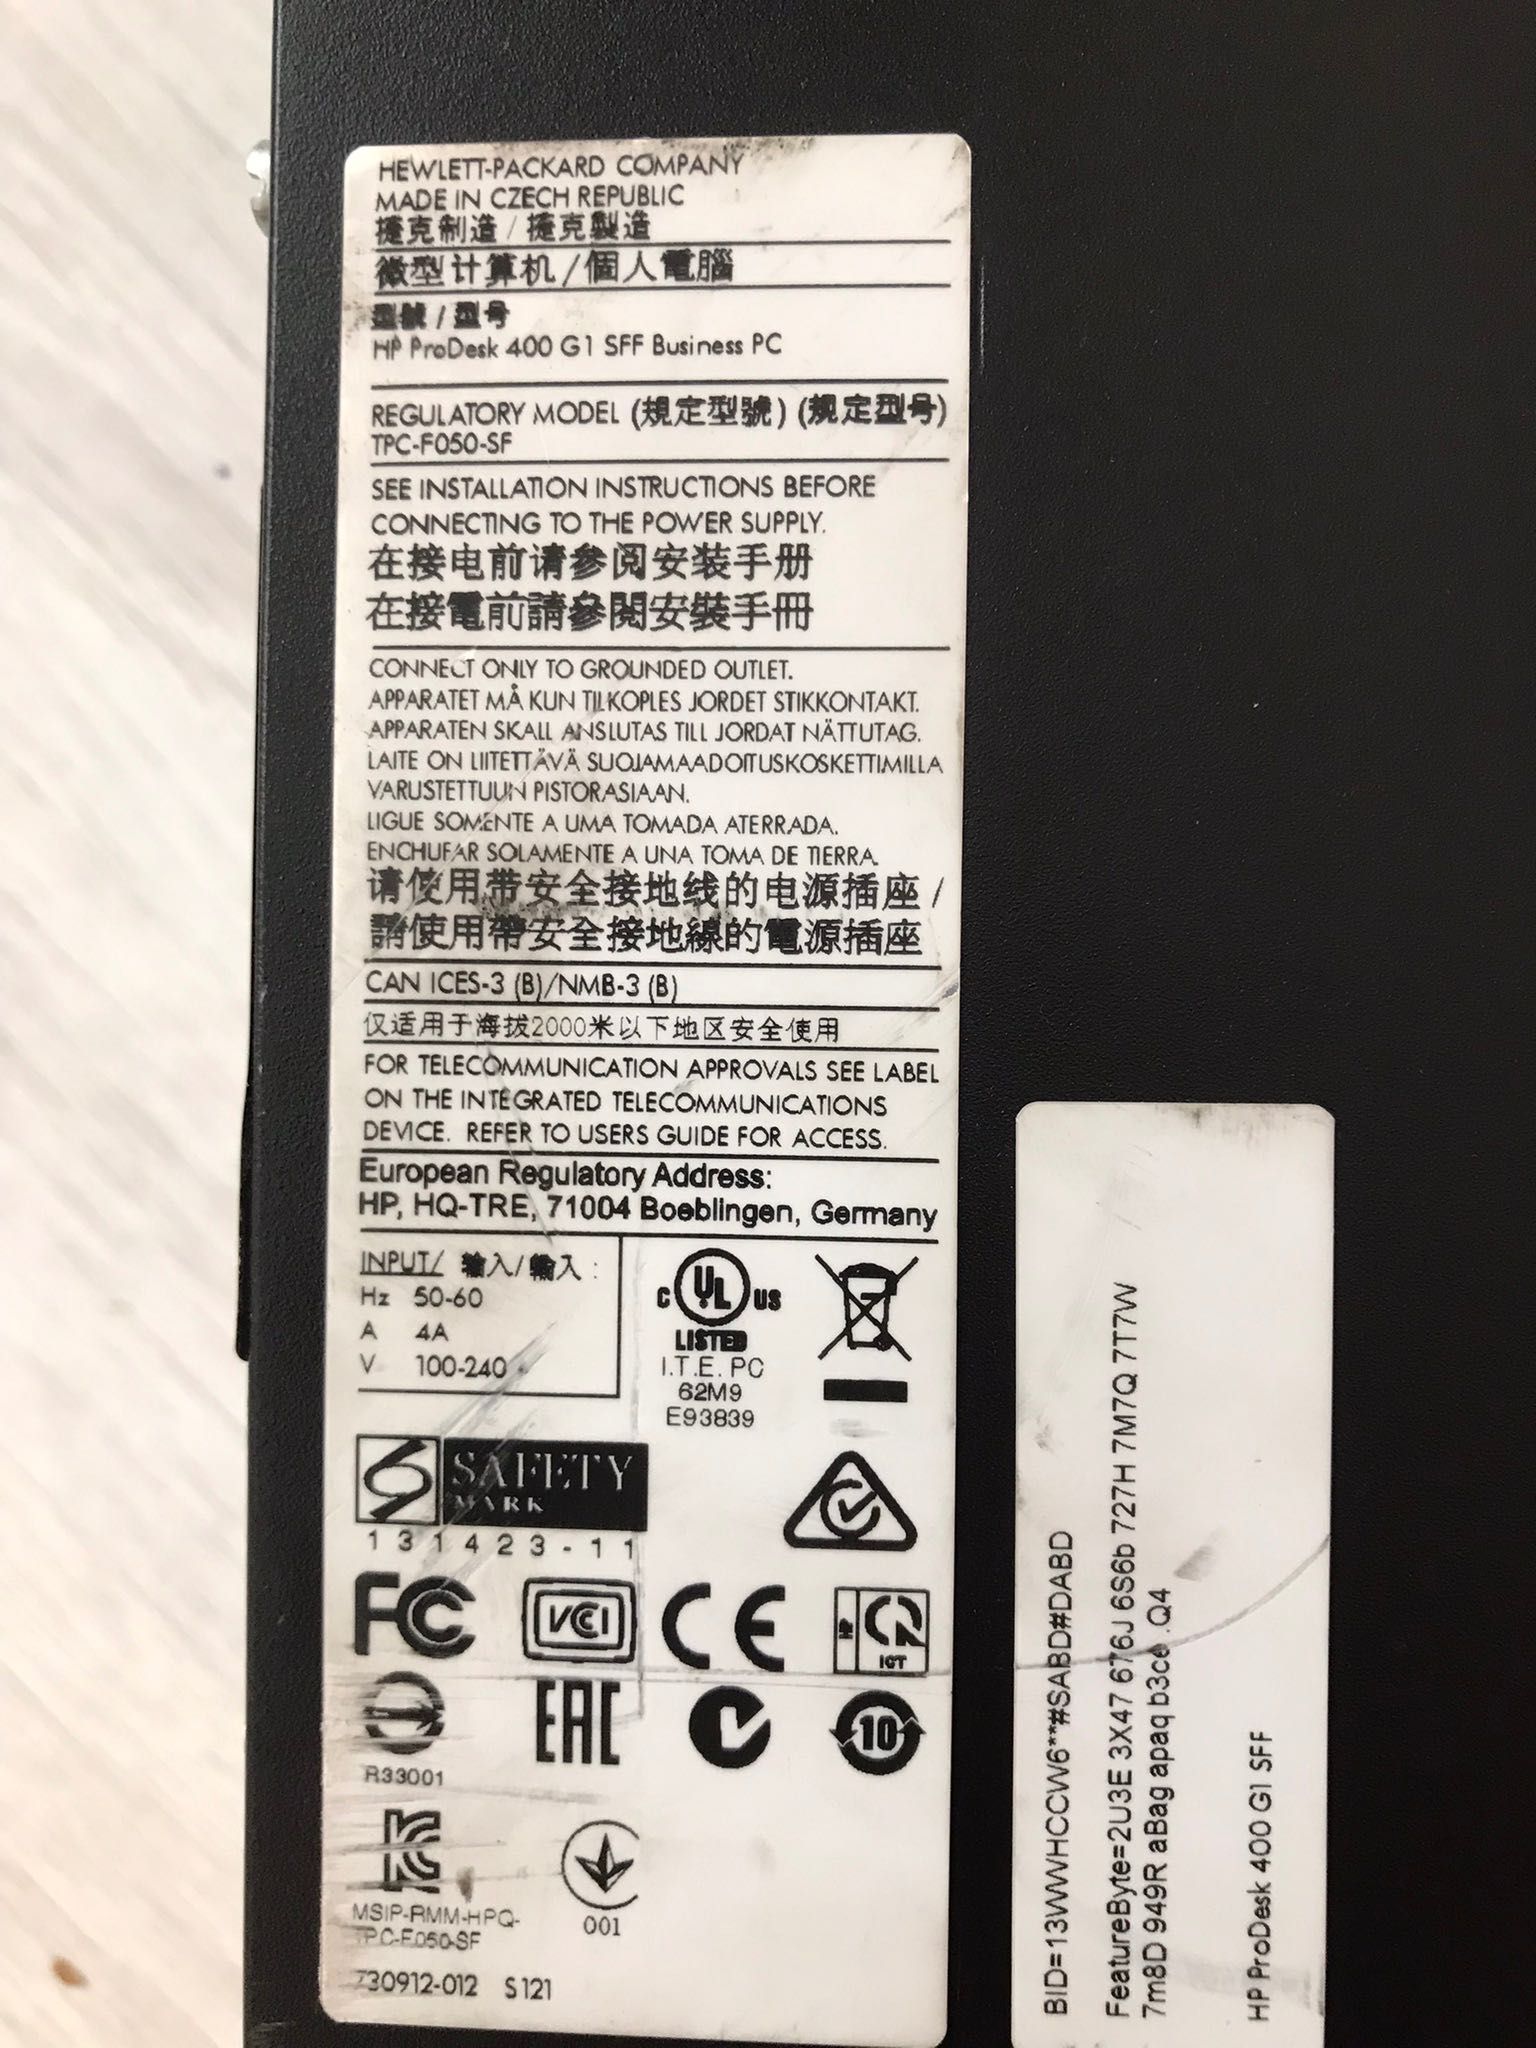 HEWLETT-PACKARD COMPANY
MADE IN CZECH REPUBLIC
捷克制造 / 捷克製造
微型计算机/個人電腦
型號 / 型号
HP ProDesk 400 G1 SFF Business PC
REGULATORY MODEL (規定型號) (规定型号)
TPC-F050-SF
SEE INSTALLATION INSTRUCTIONS BEFORE
CONNECTING TO THE POWER SUPPLY.
在接电前请参阅安装手册
在接電前請參閱安裝手冊
CONNECT ONLY TO GROUNDED OUTLET.
APPARATET MÅ KUN TILKOPLES JORDET STIKKONTAKT.
APPARATEN SKALL ANSLUTAS TILL JORDAT NÄTTUTAG.
LAITE ON LIITETTÄVÄ SUOJAMAADOITUSKOSKETTIMILLA
VARUSTETTUUN PISTORASIAAN.
LIGUE SOMENTE A UMA TOMADA ATERRADA.
ENCHUFAR SOLAMENTE A UNA TOMA DE TIERRA.
请使用带安全接地线的电源插座 /
請使用帶安全接地線的電源插座
CAN ICES-3 (B)/NMB-3 (B)
仅适用于海拔2000米以下地区安全使用
FOR TELECOMMUNICATION APPROVALS SEE LABEL
ON THE INTEGRATED TELECOMMUNICATIONS
DEVICE. REFER TO USERS GUIDE FOR ACCESS.
European Regulatory Address:
HP, HQ-TRE, 71004 Boeblingen, Germany
INPUT/ 输入/輸入 :
Hz 50-60
A 4A
V 100-240
C UL US
LISTED
I.T.E. PC
62M9
E93839
SAFETY
MARK
131423-11
FC
VCCI
CE
HP
IGT
R33001
EAC
10
MSIP-RMM-HPQ-
TPC-F050-SF
001
730912-012 S121
BID=13WWHCCW6**#SABD#DABD
FeatureByte=2U3E 3X47 676J 6S6b 727H 7M7Q 7T7W
7m8D 949R aBag apaq b3ce .Q4
HP ProDesk 400 G1 SFF